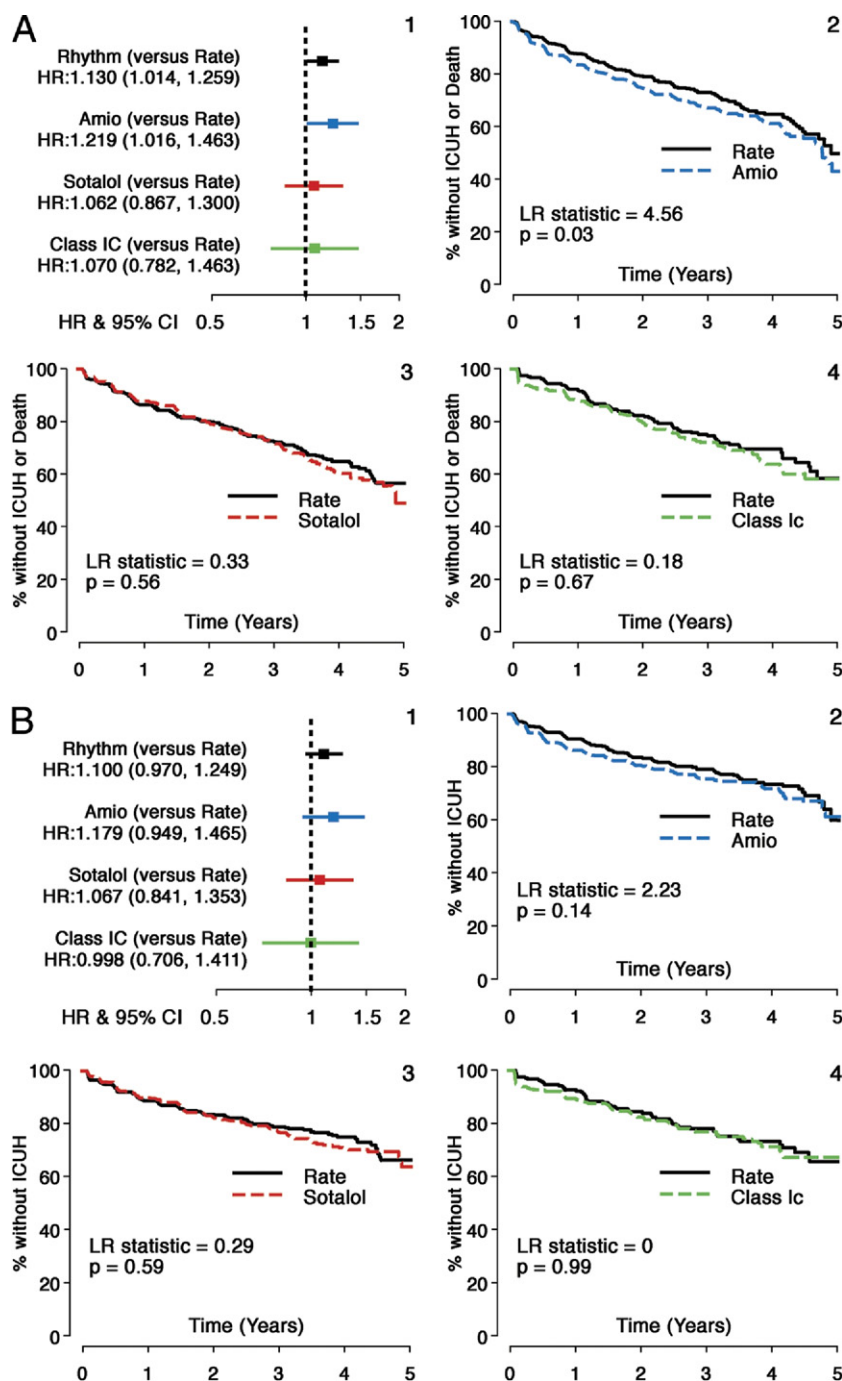 A
1
Rhythm (versus Rate)
HR:1.130 (1.014, 1.259)
Amio (versus Rate)
HR:1.219 (1.016, 1.463)
Sotalol (versus Rate)
HR:1.062 (0.867, 1.300)
Class IC (versus Rate)
HR:1.070 (0.782, 1.463)
HR & 95% CI
0.5 1 1.5 2
2
% without ICUH or Death
100
80
60
40
20
0
Rate
Amio
LR statistic = 4.56
p = 0.03
Time (Years)
0 1 2 3 4 5
3
% without ICUH or Death
100
80
60
40
20
0
Rate
Sotalol
LR statistic = 0.33
p = 0.56
Time (Years)
0 1 2 3 4 5
4
% without ICUH or Death
100
80
60
40
20
0
Rate
Class Ic
LR statistic = 0.18
p = 0.67
Time (Years)
0 1 2 3 4 5
B
1
Rhythm (versus Rate)
HR:1.100 (0.970, 1.249)
Amio (versus Rate)
HR:1.179 (0.949, 1.465)
Sotalol (versus Rate)
HR:1.067 (0.841, 1.353)
Class IC (versus Rate)
HR:0.998 (0.706, 1.411)
HR & 95% CI
0.5 1 1.5 2
2
% without ICUH
100
80
60
40
20
0
Rate
Amio
LR statistic = 2.23
p = 0.14
Time (Years)
0 1 2 3 4 5
3
% without ICUH
100
80
60
40
20
0
Rate
Sotalol
LR statistic = 0.29
p = 0.59
Time (Years)
0 1 2 3 4 5
4
% without ICUH
100
80
60
40
20
0
Rate
Class Ic
LR statistic = 0
p = 0.99
Time (Years)
0 1 2 3 4 5